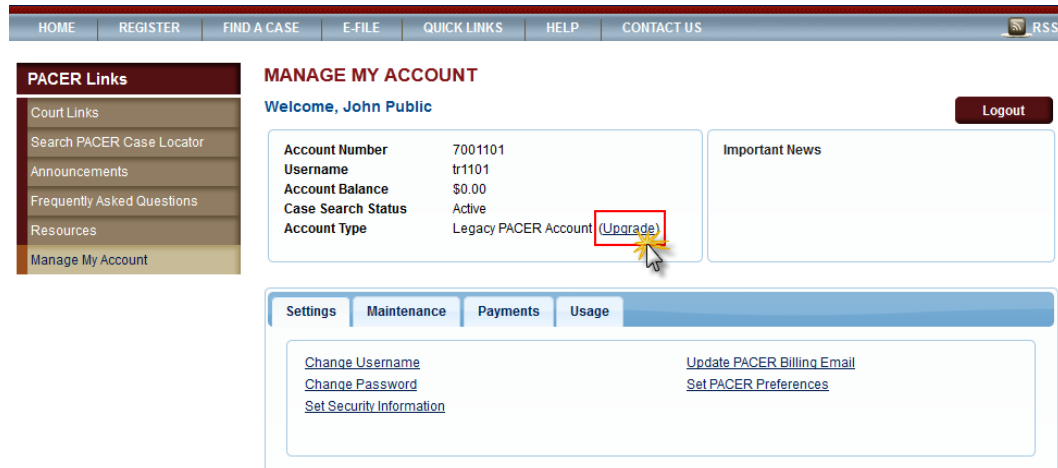 HOME REGISTER FIND A CASE E-FILE QUICK LINKS HELP CONTACT US RSS
PACER Links
Court Links
Search PACER Case Locator
Announcements
Frequently Asked Questions
Resources
Manage My Account
MANAGE MY ACCOUNT
Welcome, John Public
Logout
Account Number 7001101
Username tr1101
Account Balance $0.00
Case Search Status Active
Account Type Legacy PACER Account (Upgrade)
Important News
Settings Maintenance Payments Usage
Change Username
Change Password
Set Security Information
Update PACER Billing Email
Set PACER Preferences